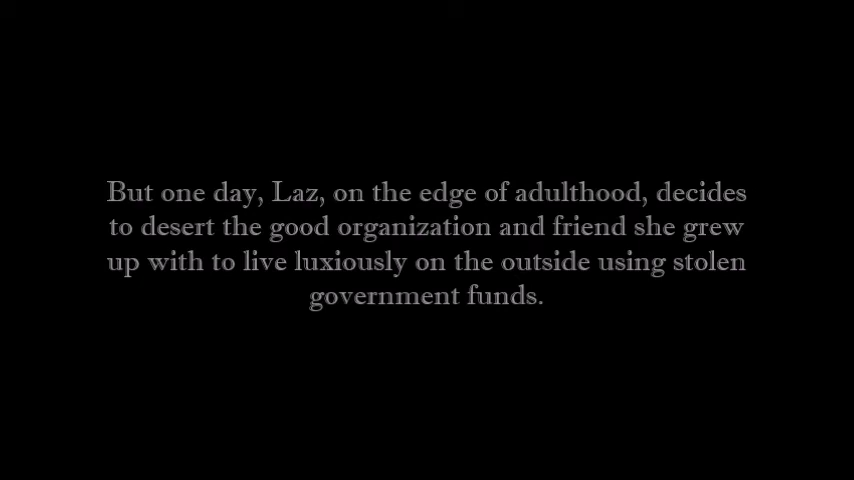 But one day, Laz, on the edge of adulthood, decides
to desert the good organization and friend she grew
up with to live luxiously on the outside using stolen
government funds.